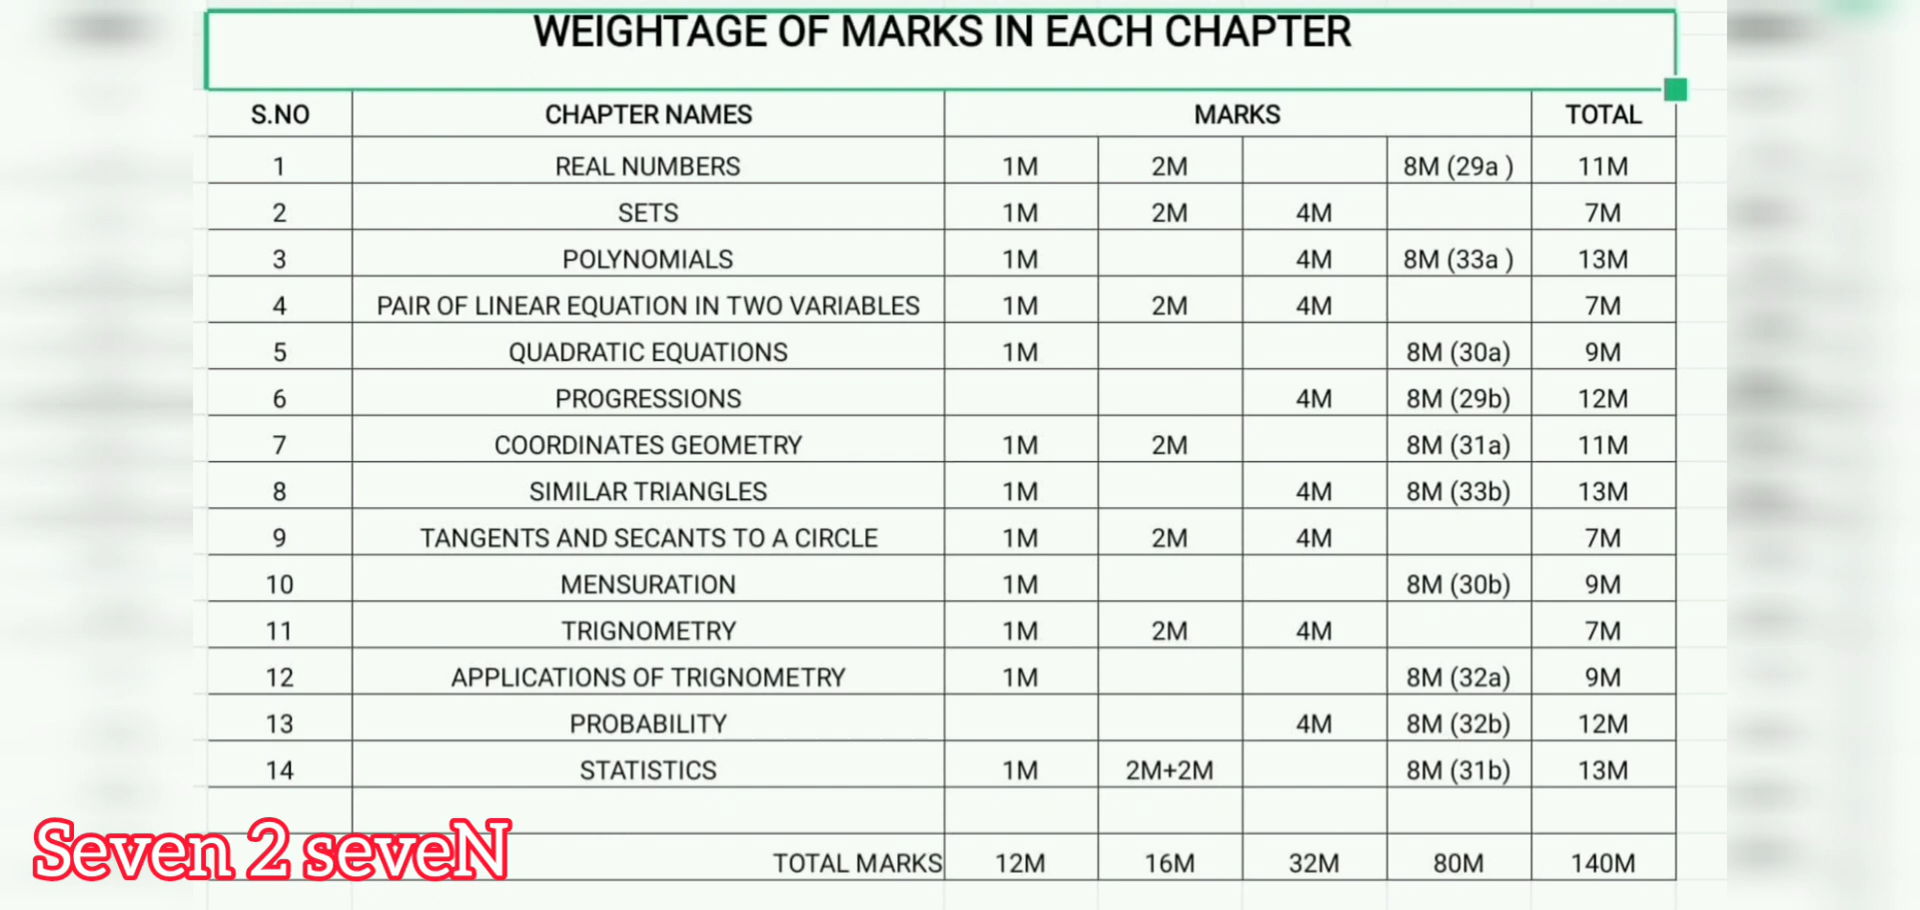 WEIGHTAGE OF MARKS IN EACH CHAPTER
S.NO CHAPTER NAMES MARKS TOTAL
1 REAL NUMBERS 1M 2M 8M (29a ) 11M
2 SETS 1M 2M 4M 7M
3 POLYNOMIALS 1M 4M 8M (33a ) 13M
4 PAIR OF LINEAR EQUATION IN TWO VARIABLES 1M 2M 4M 7M
5 QUADRATIC EQUATIONS 1M 8M (30a) 9M
6 PROGRESSIONS 4M 8M (29b) 12M
7 COORDINATES GEOMETRY 1M 2M 8M (31a) 11M
8 SIMILAR TRIANGLES 1M 4M 8M (33b) 13M
9 TANGENTS AND SECANTS TO A CIRCLE 1M 2M 4M 7M
10 MENSURATION 1M 8M (30b) 9M
11 TRIGNOMETRY 1M 2M 4M 7M
12 APPLICATIONS OF TRIGNOMETRY 1M 8M (32a) 9M
13 PROBABILITY 4M 8M (32b) 12M
14 STATISTICS 1M 2M+2M 8M (31b) 13M
TOTAL MARKS 12M 16M 32M 80M 140M
Seven 2 seveN